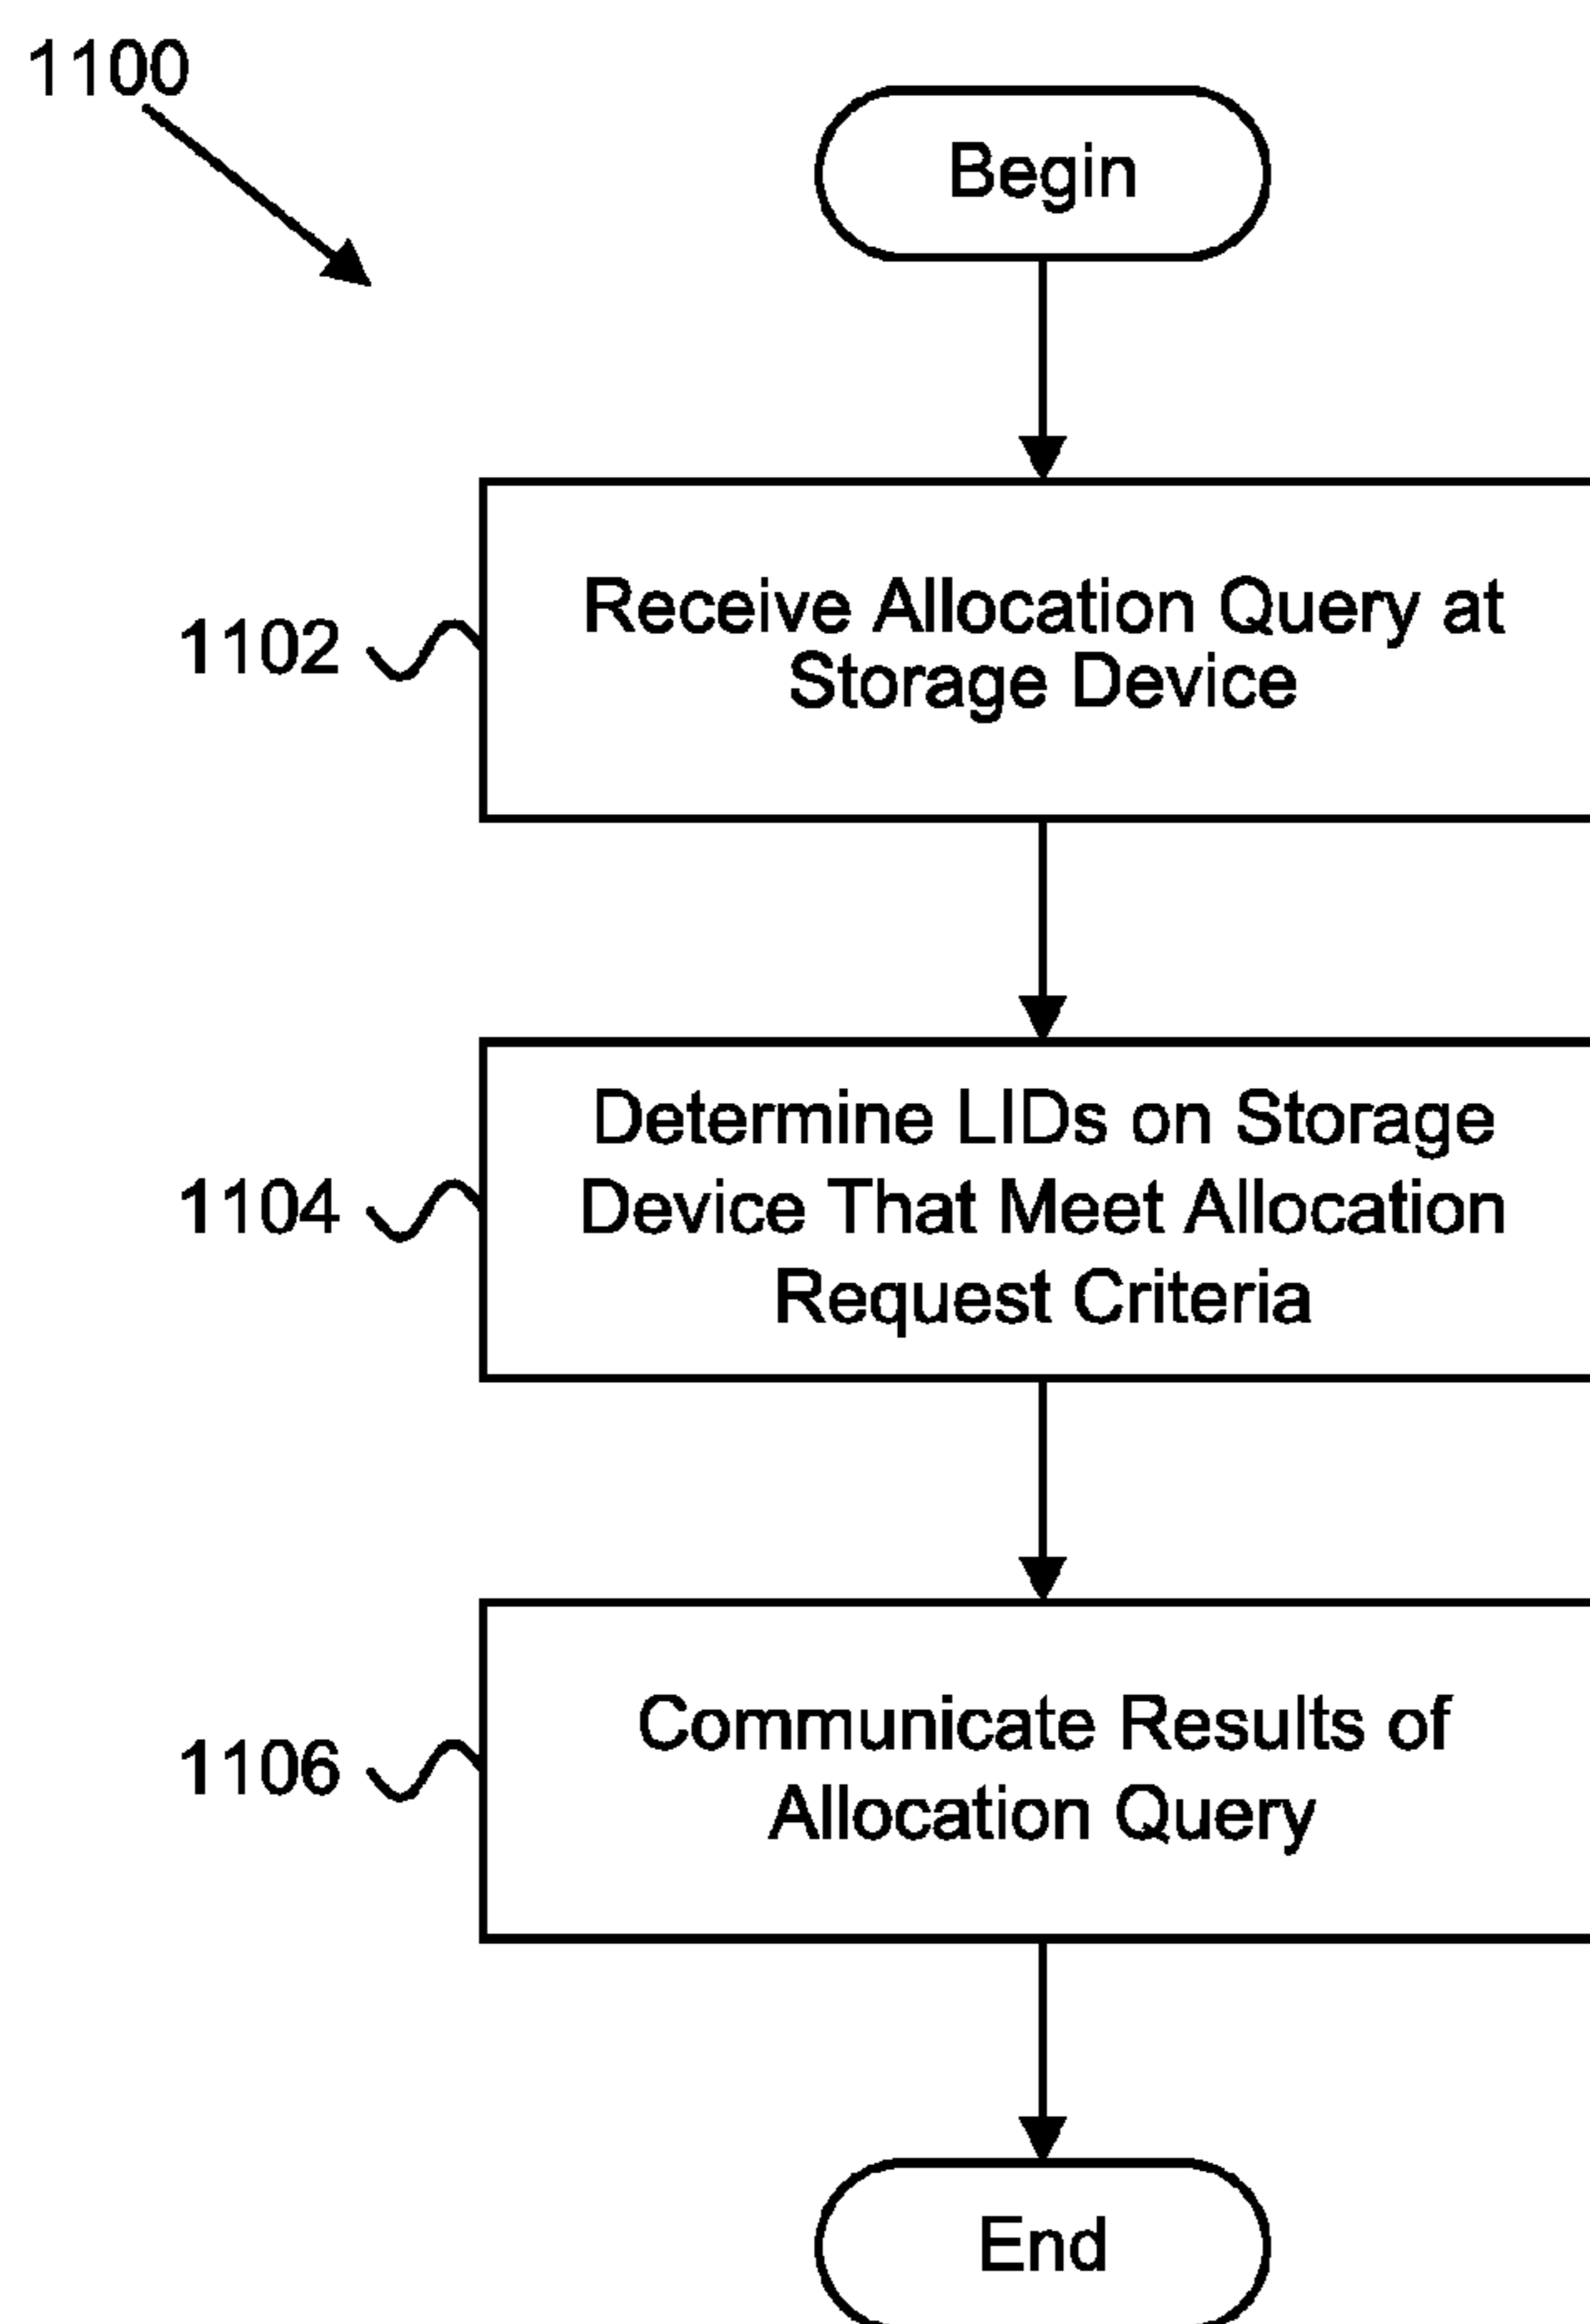 1100
Begin
1102
Receive Allocation Query at
Storage Device
1104
Determine LIDs on Storage
Device That Meet Allocation
Request Criteria
1106
Communicate Results of
Allocation Query
End